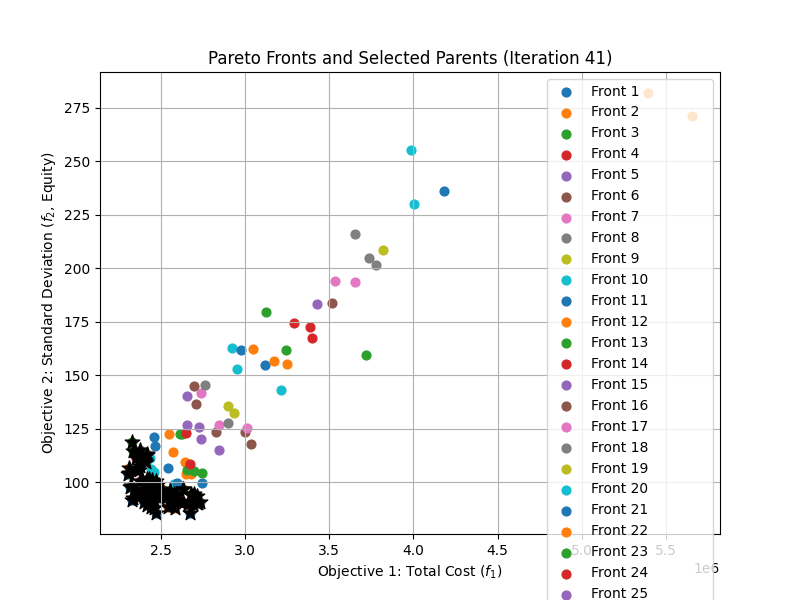 Pareto Fronts and Selected Parents (Iteration 41)
Objective 2: Standard Deviation (f₂, Equity)
275
250
225
200
175
150
125
100
2.5
3.0
3.5
4.0
4.5
5.0
5.5
1e6
Objective 1: Total Cost (f₁)
Front 1
Front 2
Front 3
Front 4
Front 5
Front 6
Front 7
Front 8
Front 9
Front 10
Front 11
Front 12
Front 13
Front 14
Front 15
Front 16
Front 17
Front 18
Front 19
Front 20
Front 21
Front 22
Front 23
Front 24
Front 25